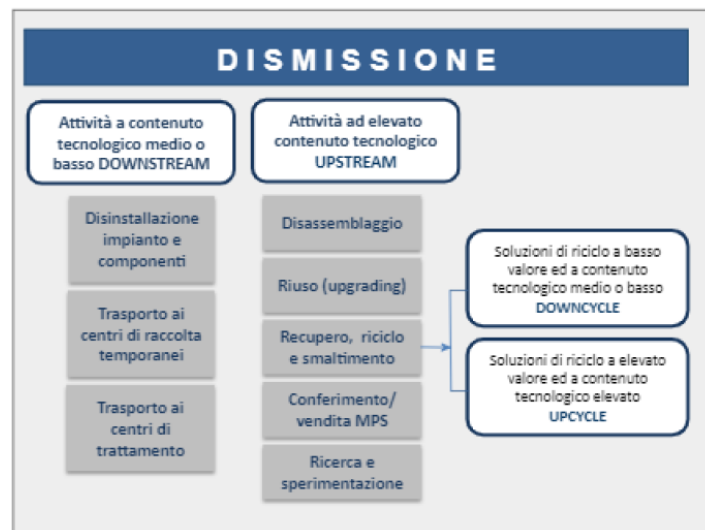 DISMISSIONE
Attività a contenuto
tecnologico medio o
basso DOWNSTREAM
Attività ad elevato
contenuto tecnologico
UPSTREAM
Disinstallazione
impianto e
componenti
Trasporto ai
centri di raccolta
temporanei
Trasporto ai
centri di
trattamento
Disassemblaggio
Riuso (upgrading)
Recupero, riciclo
e smaltimento
Conferimento/
vendita MPS
Ricerca e
sperimentazione
Soluzioni di riciclo a basso
valore ed a contenuto
tecnologico medio o basso
DOWNCYCLE
Soluzioni di riciclo a elevato
valore ed a contenuto
tecnologico elevato
UPCYCLE